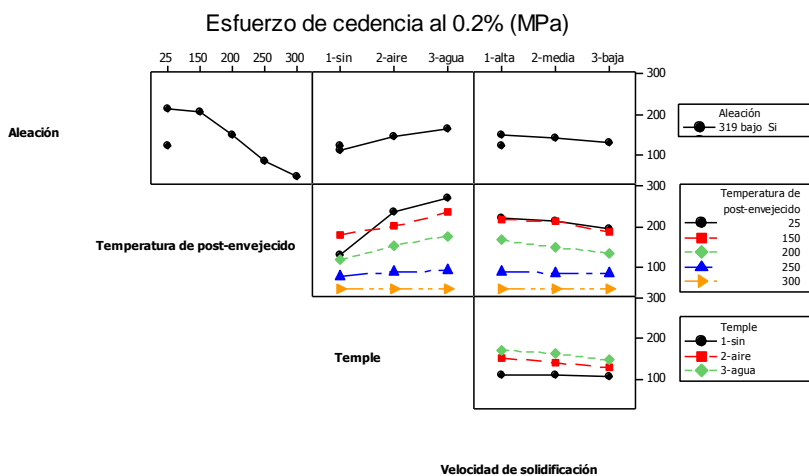 Esfuerzo de cedencia al 0.2% (MPa)
25 150 200 250 300 1-sin 2-aire 3-agua 1-alta 2-media 3-baja
300
200
100
Aleación
Aleación
319 bajo Si
300
200
100
Temperatura de post-envejecido
Temperatura de
post-envejecido
25
150
200
250
300
300
200
100
Temple
Temple
1-sin
2-aire
3-agua
Velocidad de solidificación